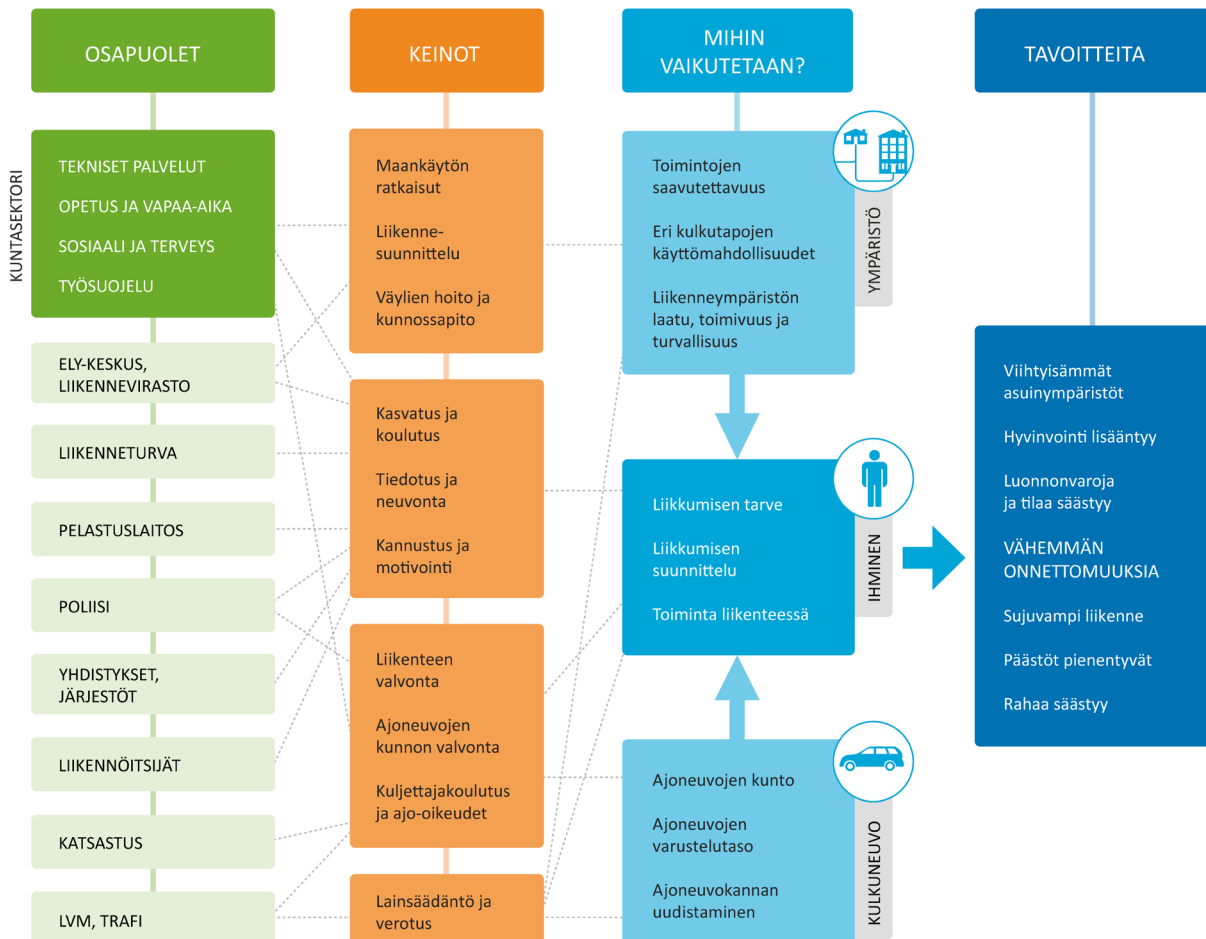 OSAPUOLET
KUNTASEKTORI
TEKNISET PALVELUT
OPETUS JA VAPAA-AIKA
SOSIAALI JA TERVEYS
TYÖSUOJELU
ELY-KESKUS,
LIIKENNEVIRASTO
LIIKENNETURVA
PELASTUSLAITOS
POLIISI
YHDISTYKSET,
JÄRJESTÖT
LIIKENNÖITSIJÄT
KATSASTUS
LVM, TRAFI
KEINOT
Maankäytön
ratkaisut
Liikenne-
suunnittelu
Väylien hoito ja
kunnossapito
Kasvatus ja
koulutus
Tiedotus ja
neuvonta
Kannustus ja
motivointi
Liikenteen
valvonta
Ajoneuvojen
kunnon valvonta
Kuljettajakoulutus
ja ajo-oikeudet
Lainsäädäntö ja
verotus
MIHIN
VAIKUTETAAN?
Toimintojen
saavutettavuus
Eri kulkutapojen
käyttömahdollisuudet
Liikenneympäristön
laatu, toimivuus ja
turvallisuus
YMPÄRISTÖ
Liikkumisen tarve
Liikkumisen
suunnittelu
Toiminta liikenteessä
IHMINEN
Ajoneuvojen kunto
Ajoneuvojen
varustelutaso
Ajoneuvokannan
uudistaminen
KULKUNEUVO
TAVOITTEITA
Viihtyisämmät
asuinympäristöt
Hyvinvointi lisääntyy
Luonnonvaroja
ja tilaa säästyy
VÄHEMMÄN
ONNETTOMUUKSIA
Sujuvampi liikenne
Päästöt pienentyvät
Rahaa säästyy